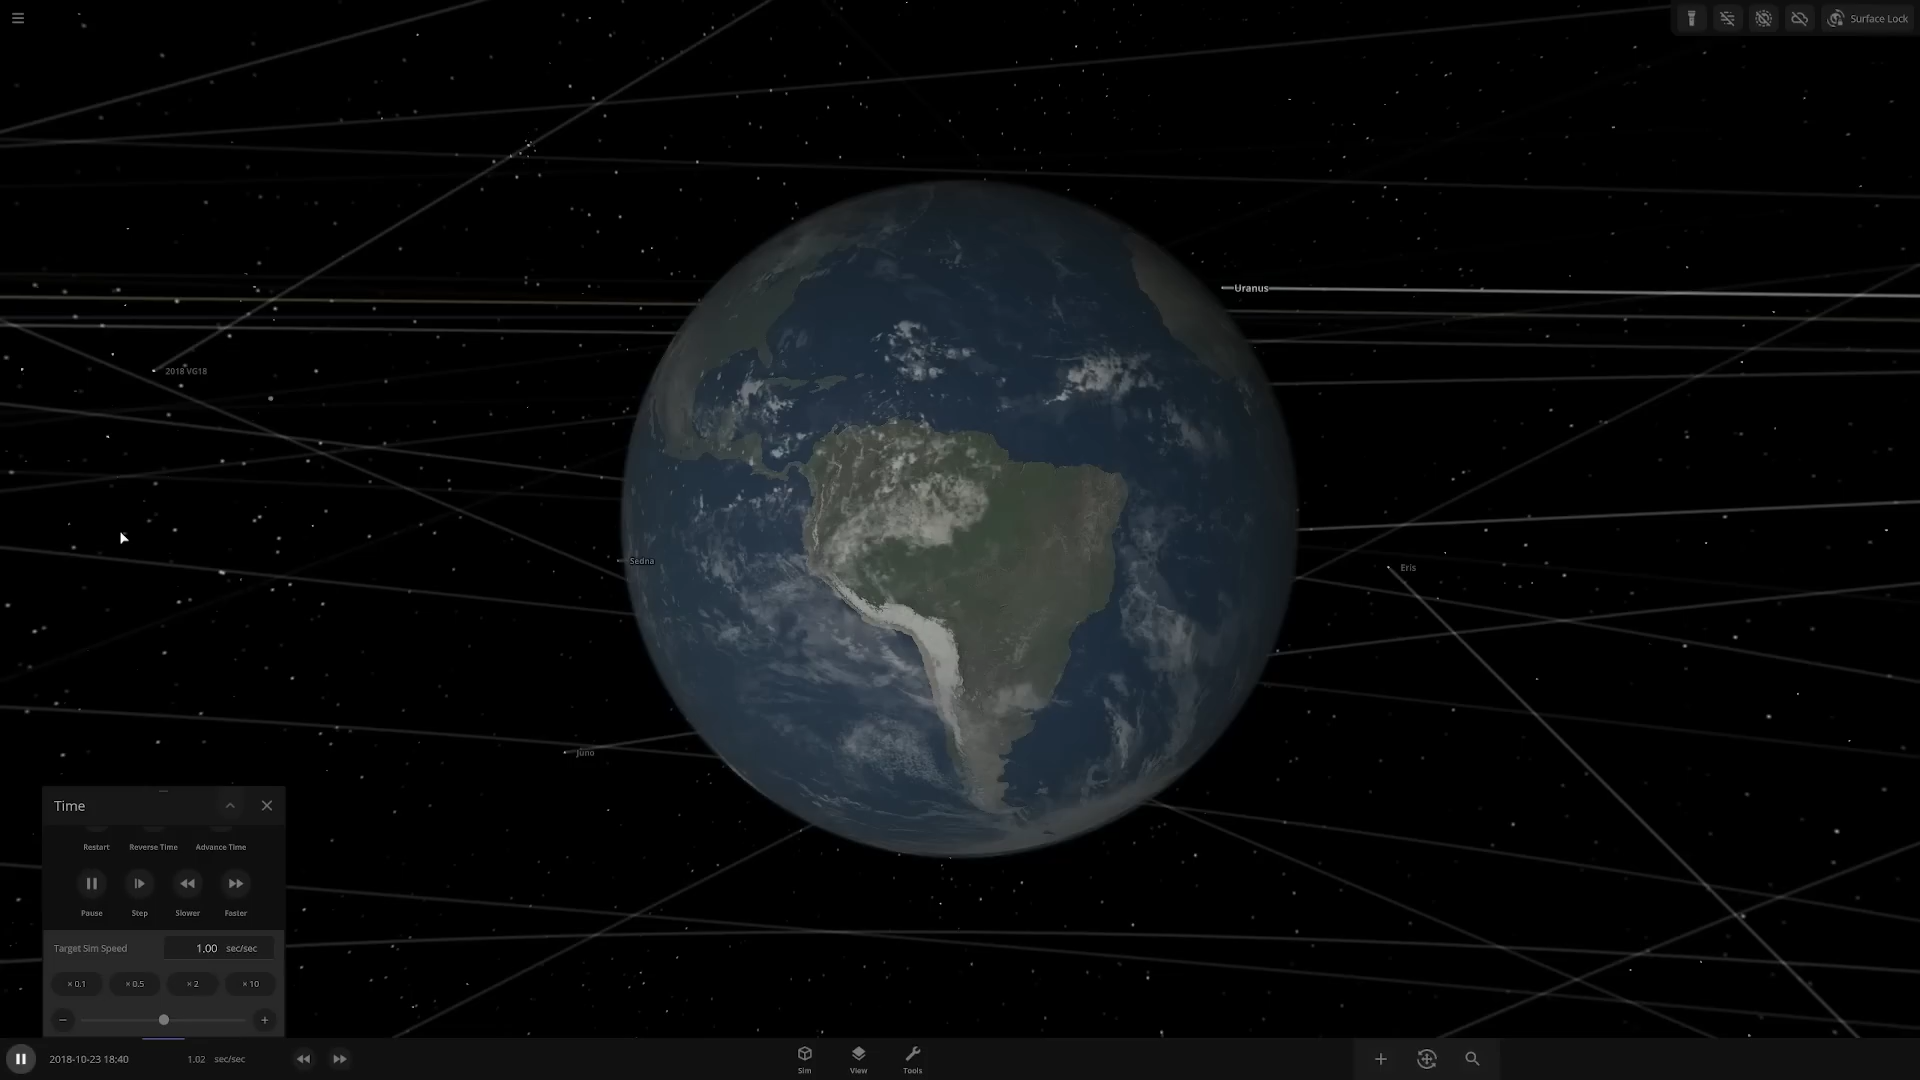 Surface Lock
Uranus
2018 VG18
Sedna
Eris
Juno
Time
Restart Reverse Time Advance Time
Pause Step Slower Faster
Target Sim Speed 1.00 sec/sec
× 0.1 × 0.5 × 2 × 10
2018-10-23 18:40 1.02 sec/sec
Sim View Tools